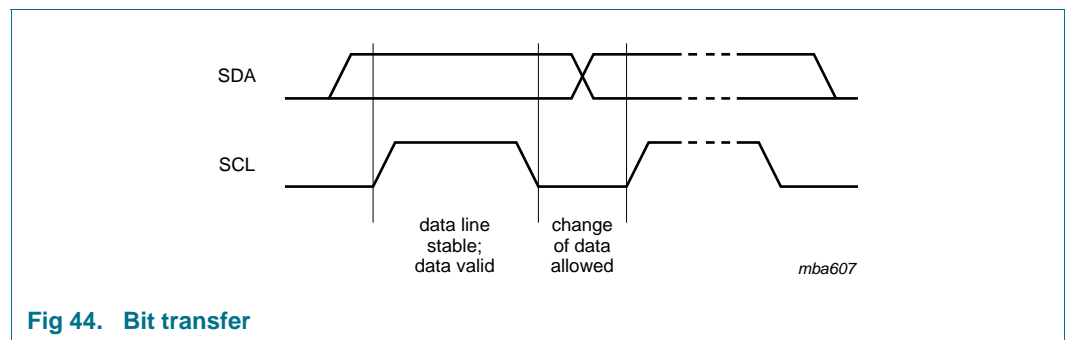 SDA
SCL
data line
stable;
data valid
change
of data
allowed
mba607
Fig 44. Bit transfer